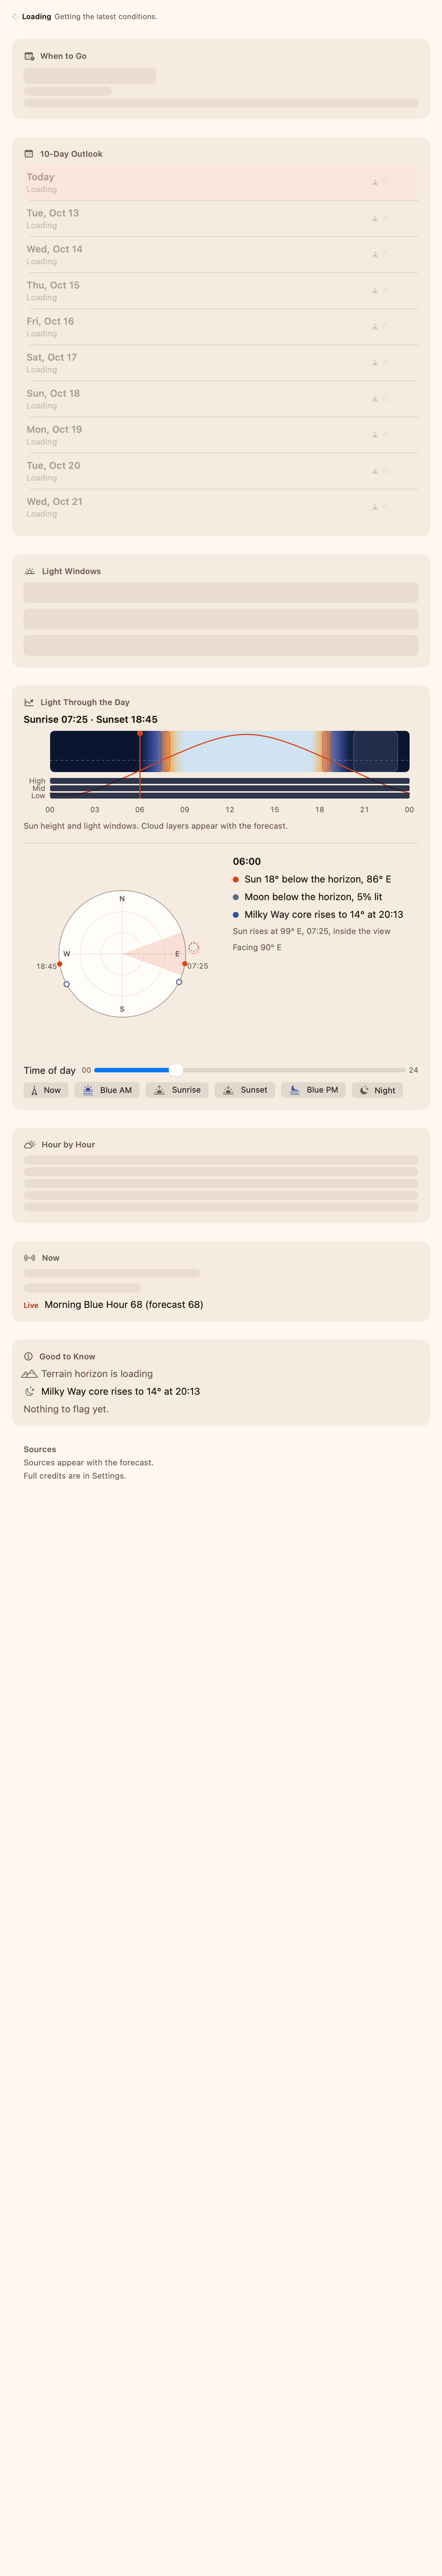 Loading Getting the latest conditions.
When to Go
10-Day Outlook
Today
Loading
Tue, Oct 13
Loading
Wed, Oct 14
Loading
Thu, Oct 15
Loading
Fri, Oct 16
Loading
Sat, Oct 17
Loading
Sun, Oct 18
Loading
Mon, Oct 19
Loading
Tue, Oct 20
Loading
Wed, Oct 21
Loading
Light Windows
Light Through the Day
Sunrise 07:25 · Sunset 18:45
High
Mid
Low
00 03 06 09 12 15 18 21 00
Sun height and light windows. Cloud layers appear with the forecast.
06:00
Sun 18° below the horizon, 86° E
Moon below the horizon, 5% lit
Milky Way core rises to 14° at 20:13
Sun rises at 99° E, 07:25, inside the view
Facing 90° E
N
W E
18:45 07:25
S
Time of day 00 24
Now Blue AM Sunrise Sunset Blue PM Night
Hour by Hour
Now
Live Morning Blue Hour 68 (forecast 68)
Good to Know
Terrain horizon is loading
Milky Way core rises to 14° at 20:13
Nothing to flag yet.
Sources
Sources appear with the forecast.
Full credits are in Settings.